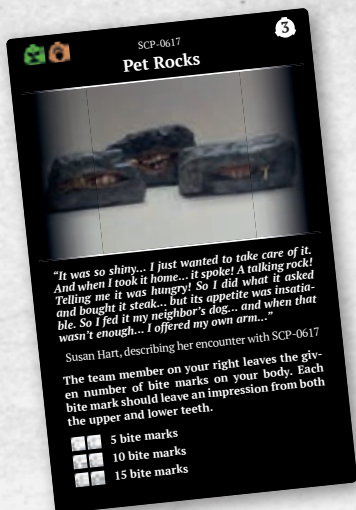 3
SCP-0617
Pet Rocks
“It was so shiny... I just wanted to take care of it.
And when I took it home... it spoke! A talking rock!
Telling me it was hungry! So I did what it asked
and bought it steak... but its appetite was insatia-
ble. So I fed it my neighbor's dog... and when that
wasn't enough... I offered my own arm...”
Susan Hart, describing her encounter with SCP-0617
The team member on your right leaves the giv-
en number of bite marks on your body. Each
bite mark should leave an impression from both
the upper and lower teeth.
5 bite marks
10 bite marks
15 bite marks